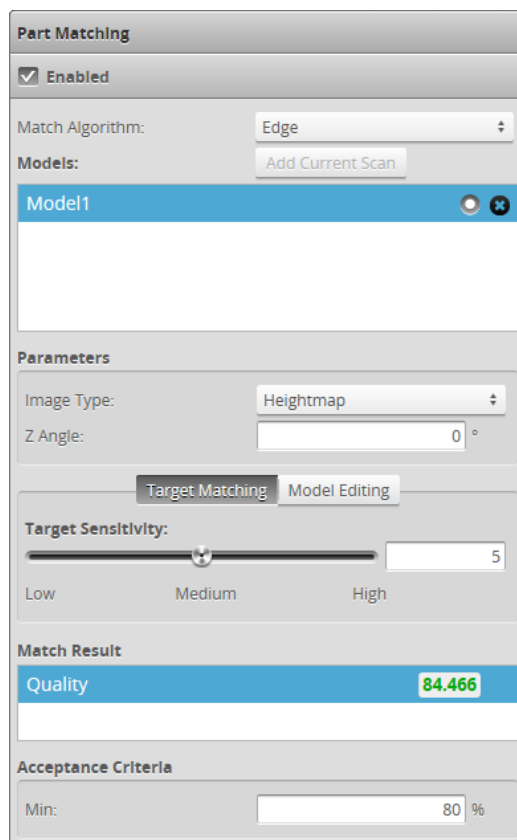 Part Matching
Enabled
Match Algorithm: Edge
Models: Add Current Scan
Model1
Parameters
Image Type: Heightmap
Z Angle: 0 °
Target Matching Model Editing
Target Sensitivity:
5
Low Medium High
Match Result
Quality 84.466
Acceptance Criteria
Min: 80 %